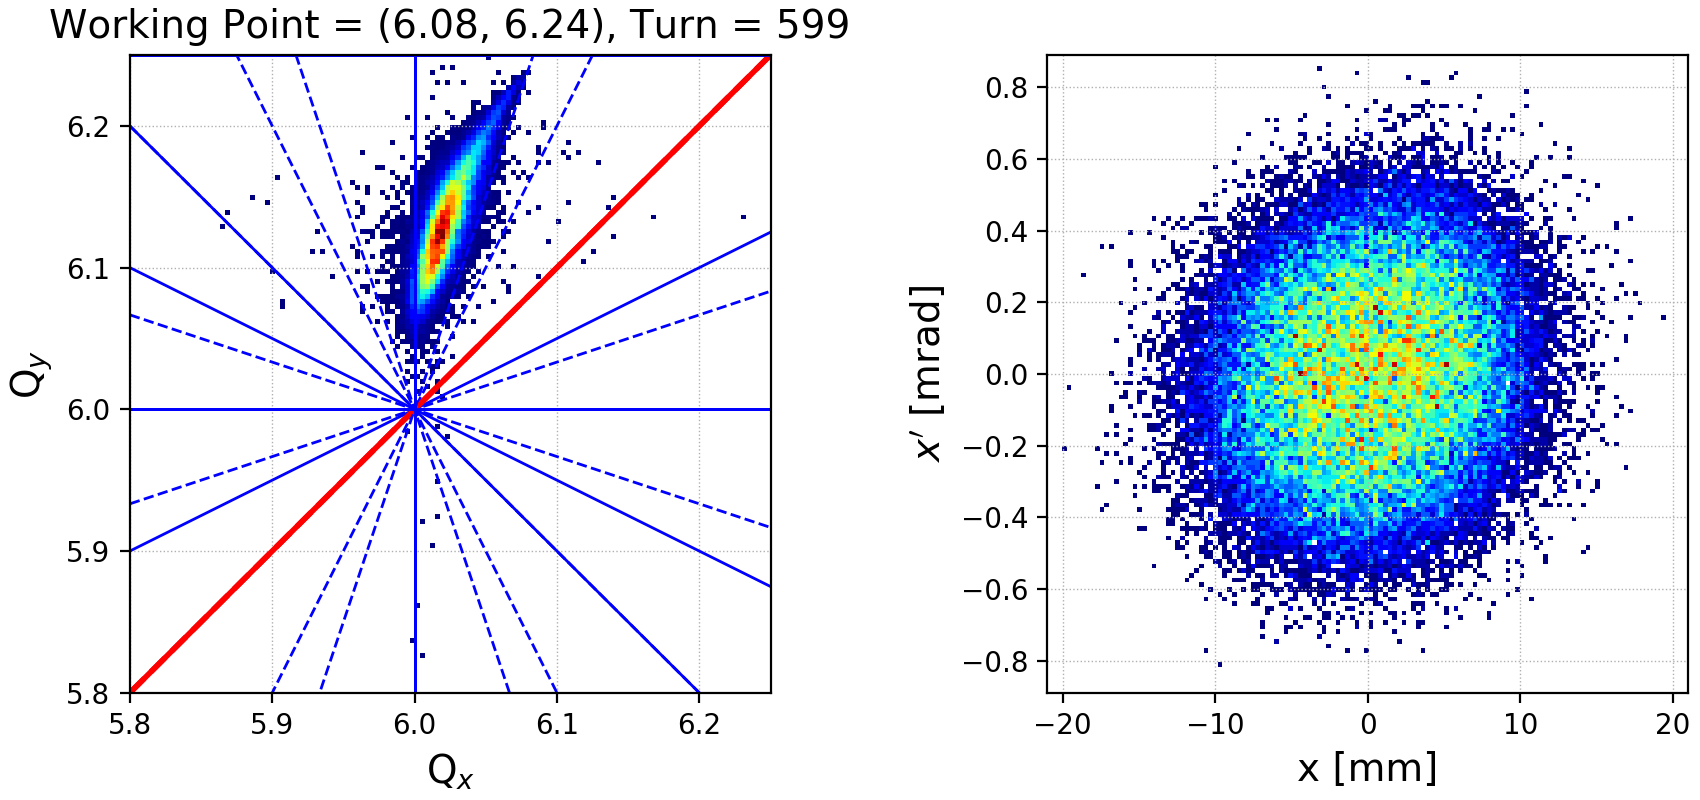 Working Point = (6.08, 6.24), Turn = 599
6.2
6.1
6.0
5.9
5.8
Qy
5.8 5.9 6.0 6.1 6.2
Qx
0.8
0.6
0.4
0.2
0.0
−0.2
−0.4
−0.6
−0.8
x′ [mrad]
−20 −10 0 10 20
x [mm]